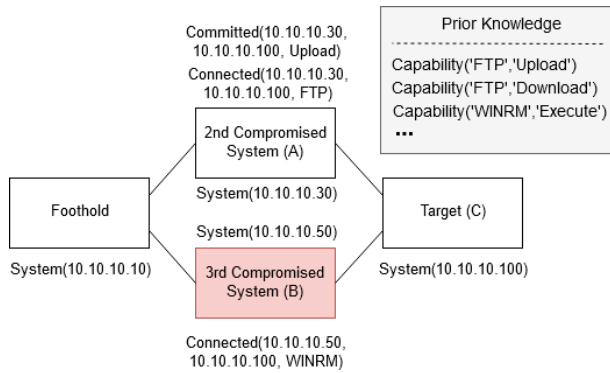 Committed(10.10.10.30,
10.10.10.100, Upload)
Connected(10.10.10.30,
10.10.10.100, FTP)
Prior Knowledge
Capability('FTP','Upload')
Capability('FTP','Download')
Capability('WINRM','Execute')
...
2nd Compromised
System (A)
System(10.10.10.30)
Foothold
System(10.10.10.10)
Target (C)
System(10.10.10.100)
System(10.10.10.50)
3rd Compromised
System (B)
Connected(10.10.10.50,
10.10.10.100, WINRM)